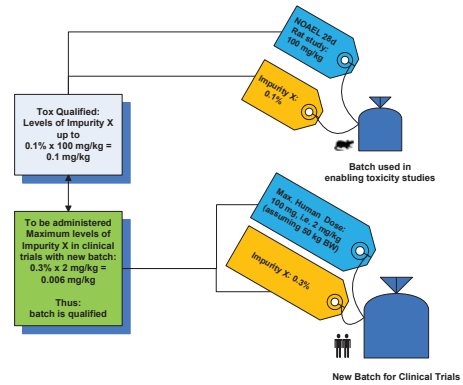 NOAEL 28d
Rat study:
100 mg/kg
Impurity X:
0.1%
Batch used in
enabling toxicity studies
Tox Qualified:
Levels of Impurity X
up to
0.1% x 100 mg/kg =
0.1 mg/kg
To be administered
Maximum levels of
Impurity X in clinical
trials with new batch:
0.3% x 2 mg/kg =
0.006 mg/kg
Thus:
batch is qualified
Max. Human Dose:
100 mg, i.e. 2 mg/kg
(assuming 50 kg BW)
Impurity X: 0.3%
New Batch for Clinical Trials